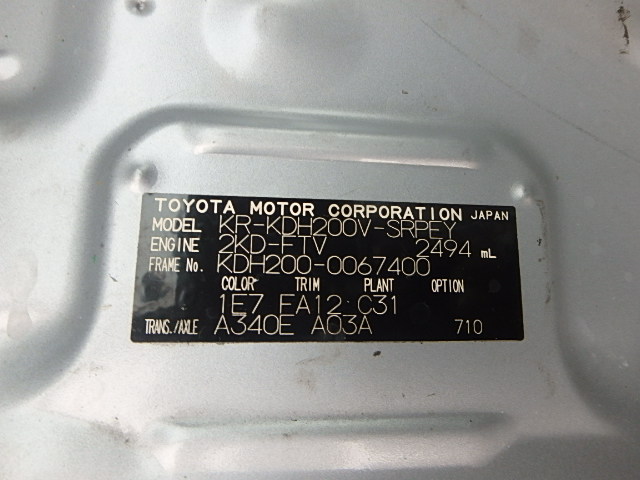 TOYOTA MOTOR CORPORATION JAPAN
MODEL KR-KDH200V-SRPEY
ENGINE 2KD-FTV 2494 mL
FRAME No. KDH200-0067400
COLOR TRIM PLANT OPTION
1E7 FA12 C31
TRANS./AXLE A340E A03A 710